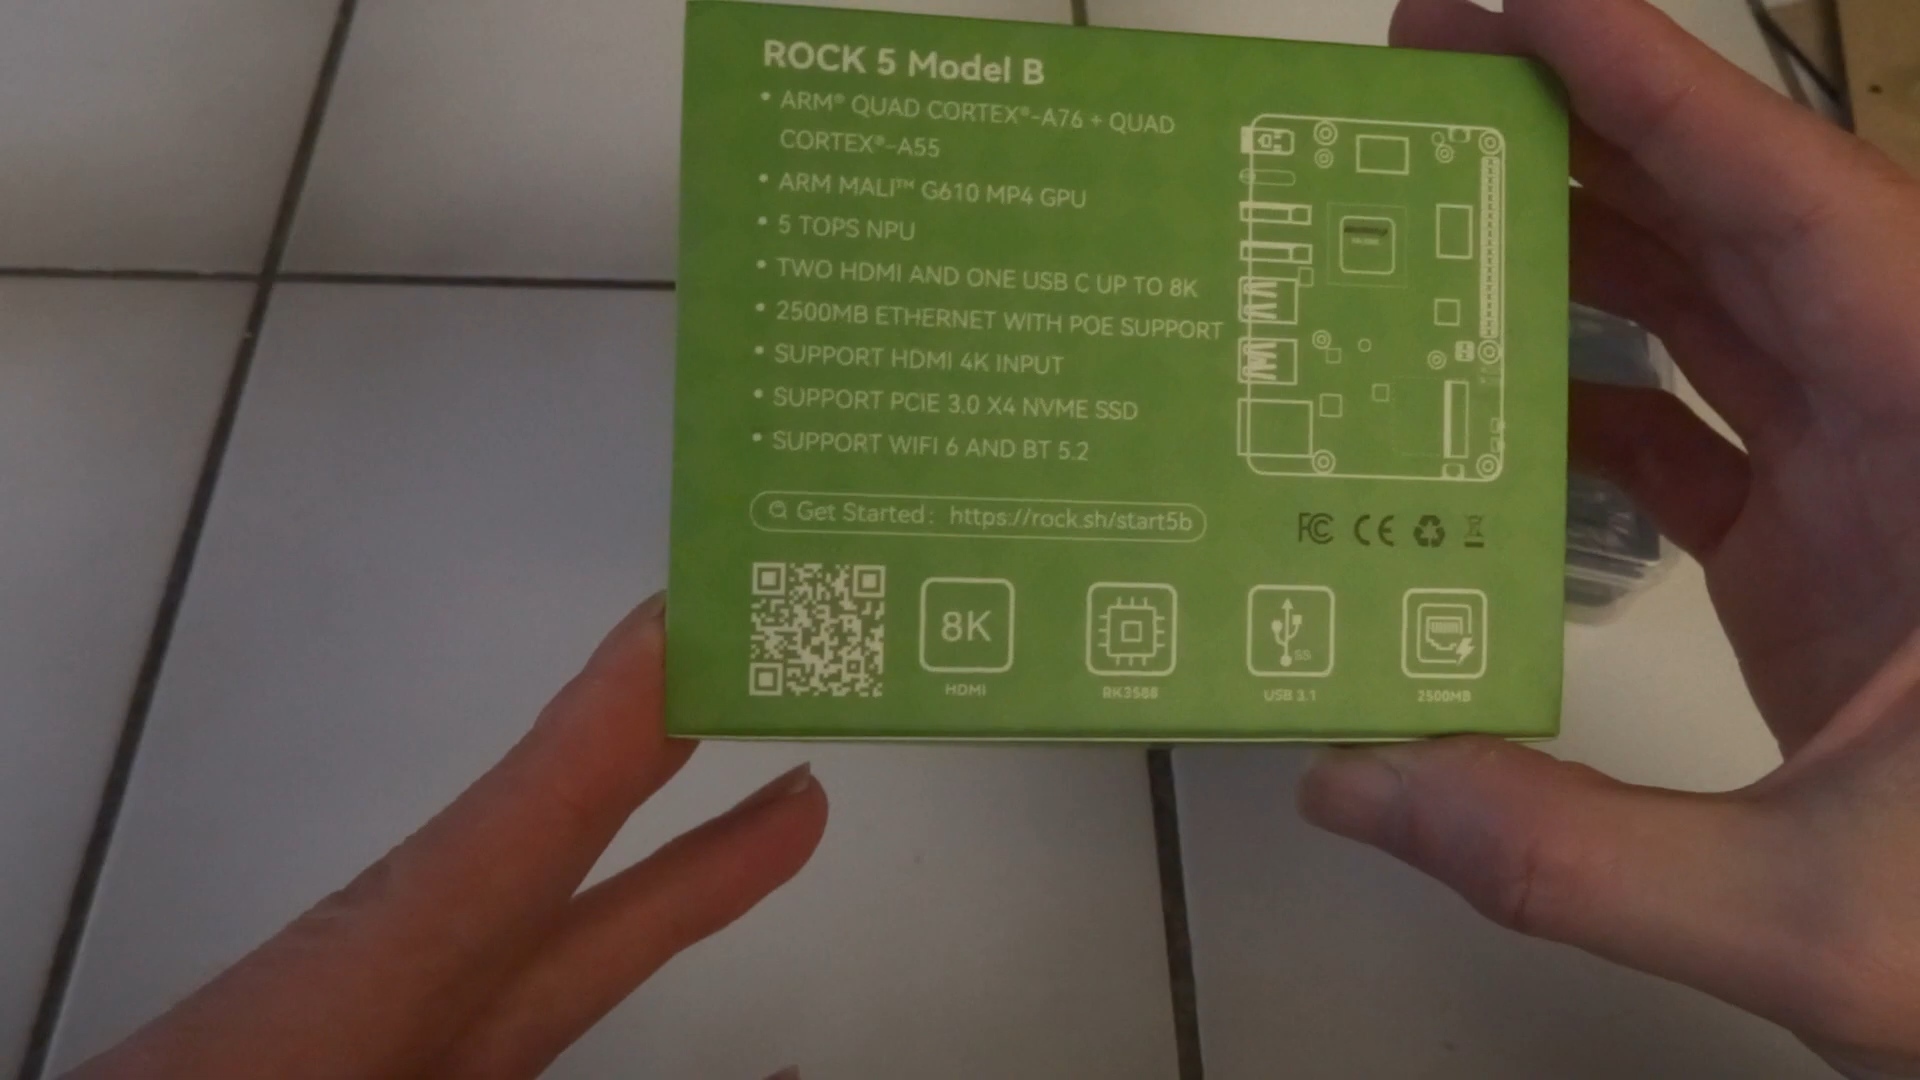 ROCK 5 Model B
• ARM® QUAD CORTEX®-A76 + QUAD
CORTEX®-A55
• ARM MALI™ G610 MP4 GPU
• 5 TOPS NPU
• TWO HDMI AND ONE USB C UP TO 8K
• 2500MB ETHERNET WITH POE SUPPORT
• SUPPORT HDMI 4K INPUT
• SUPPORT PCIE 3.0 X4 NVME SSD
• SUPPORT WIFI 6 AND BT 5.2
Get Started: https://rock.sh/start5b
FC CE
8K
SS
HDMI
RK3588
USB 3.1
2500MB